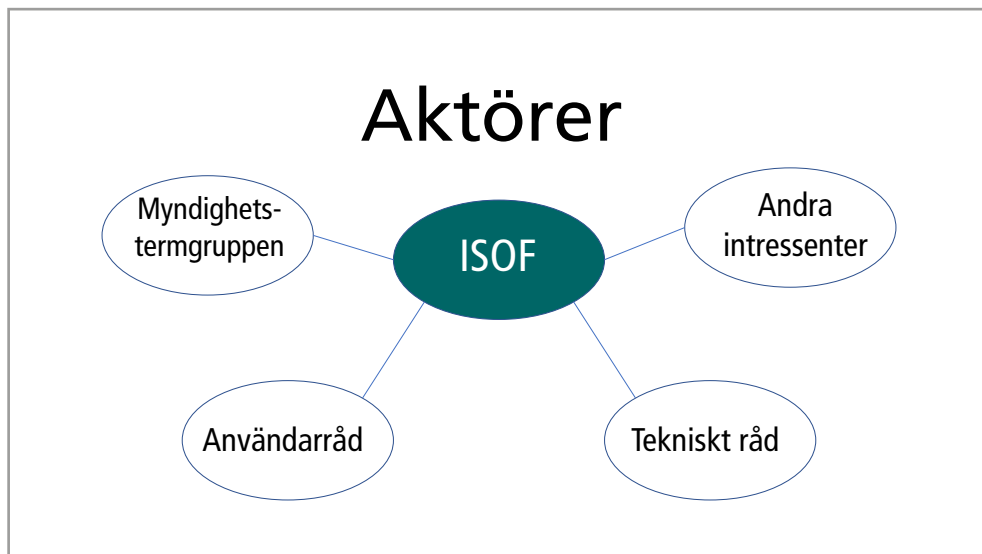 Aktörer
Myndighets-
termgruppen
ISOF
Andra
intressenter
Användarråd
Tekniskt råd